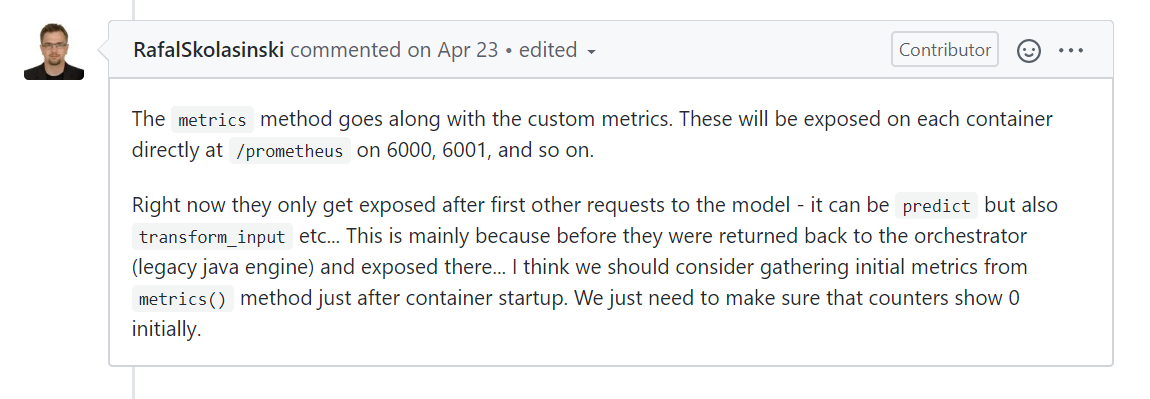 RafalSkolasinski commented on Apr 23 • edited
Contributor
The metrics method goes along with the custom metrics. These will be exposed on each container
directly at /prometheus on 6000, 6001, and so on.
Right now they only get exposed after first other requests to the model - it can be predict but also
transform_input etc... This is mainly because before they were returned back to the orchestrator
(legacy java engine) and exposed there... I think we should consider gathering initial metrics from
metrics() method just after container startup. We just need to make sure that counters show 0
initially.